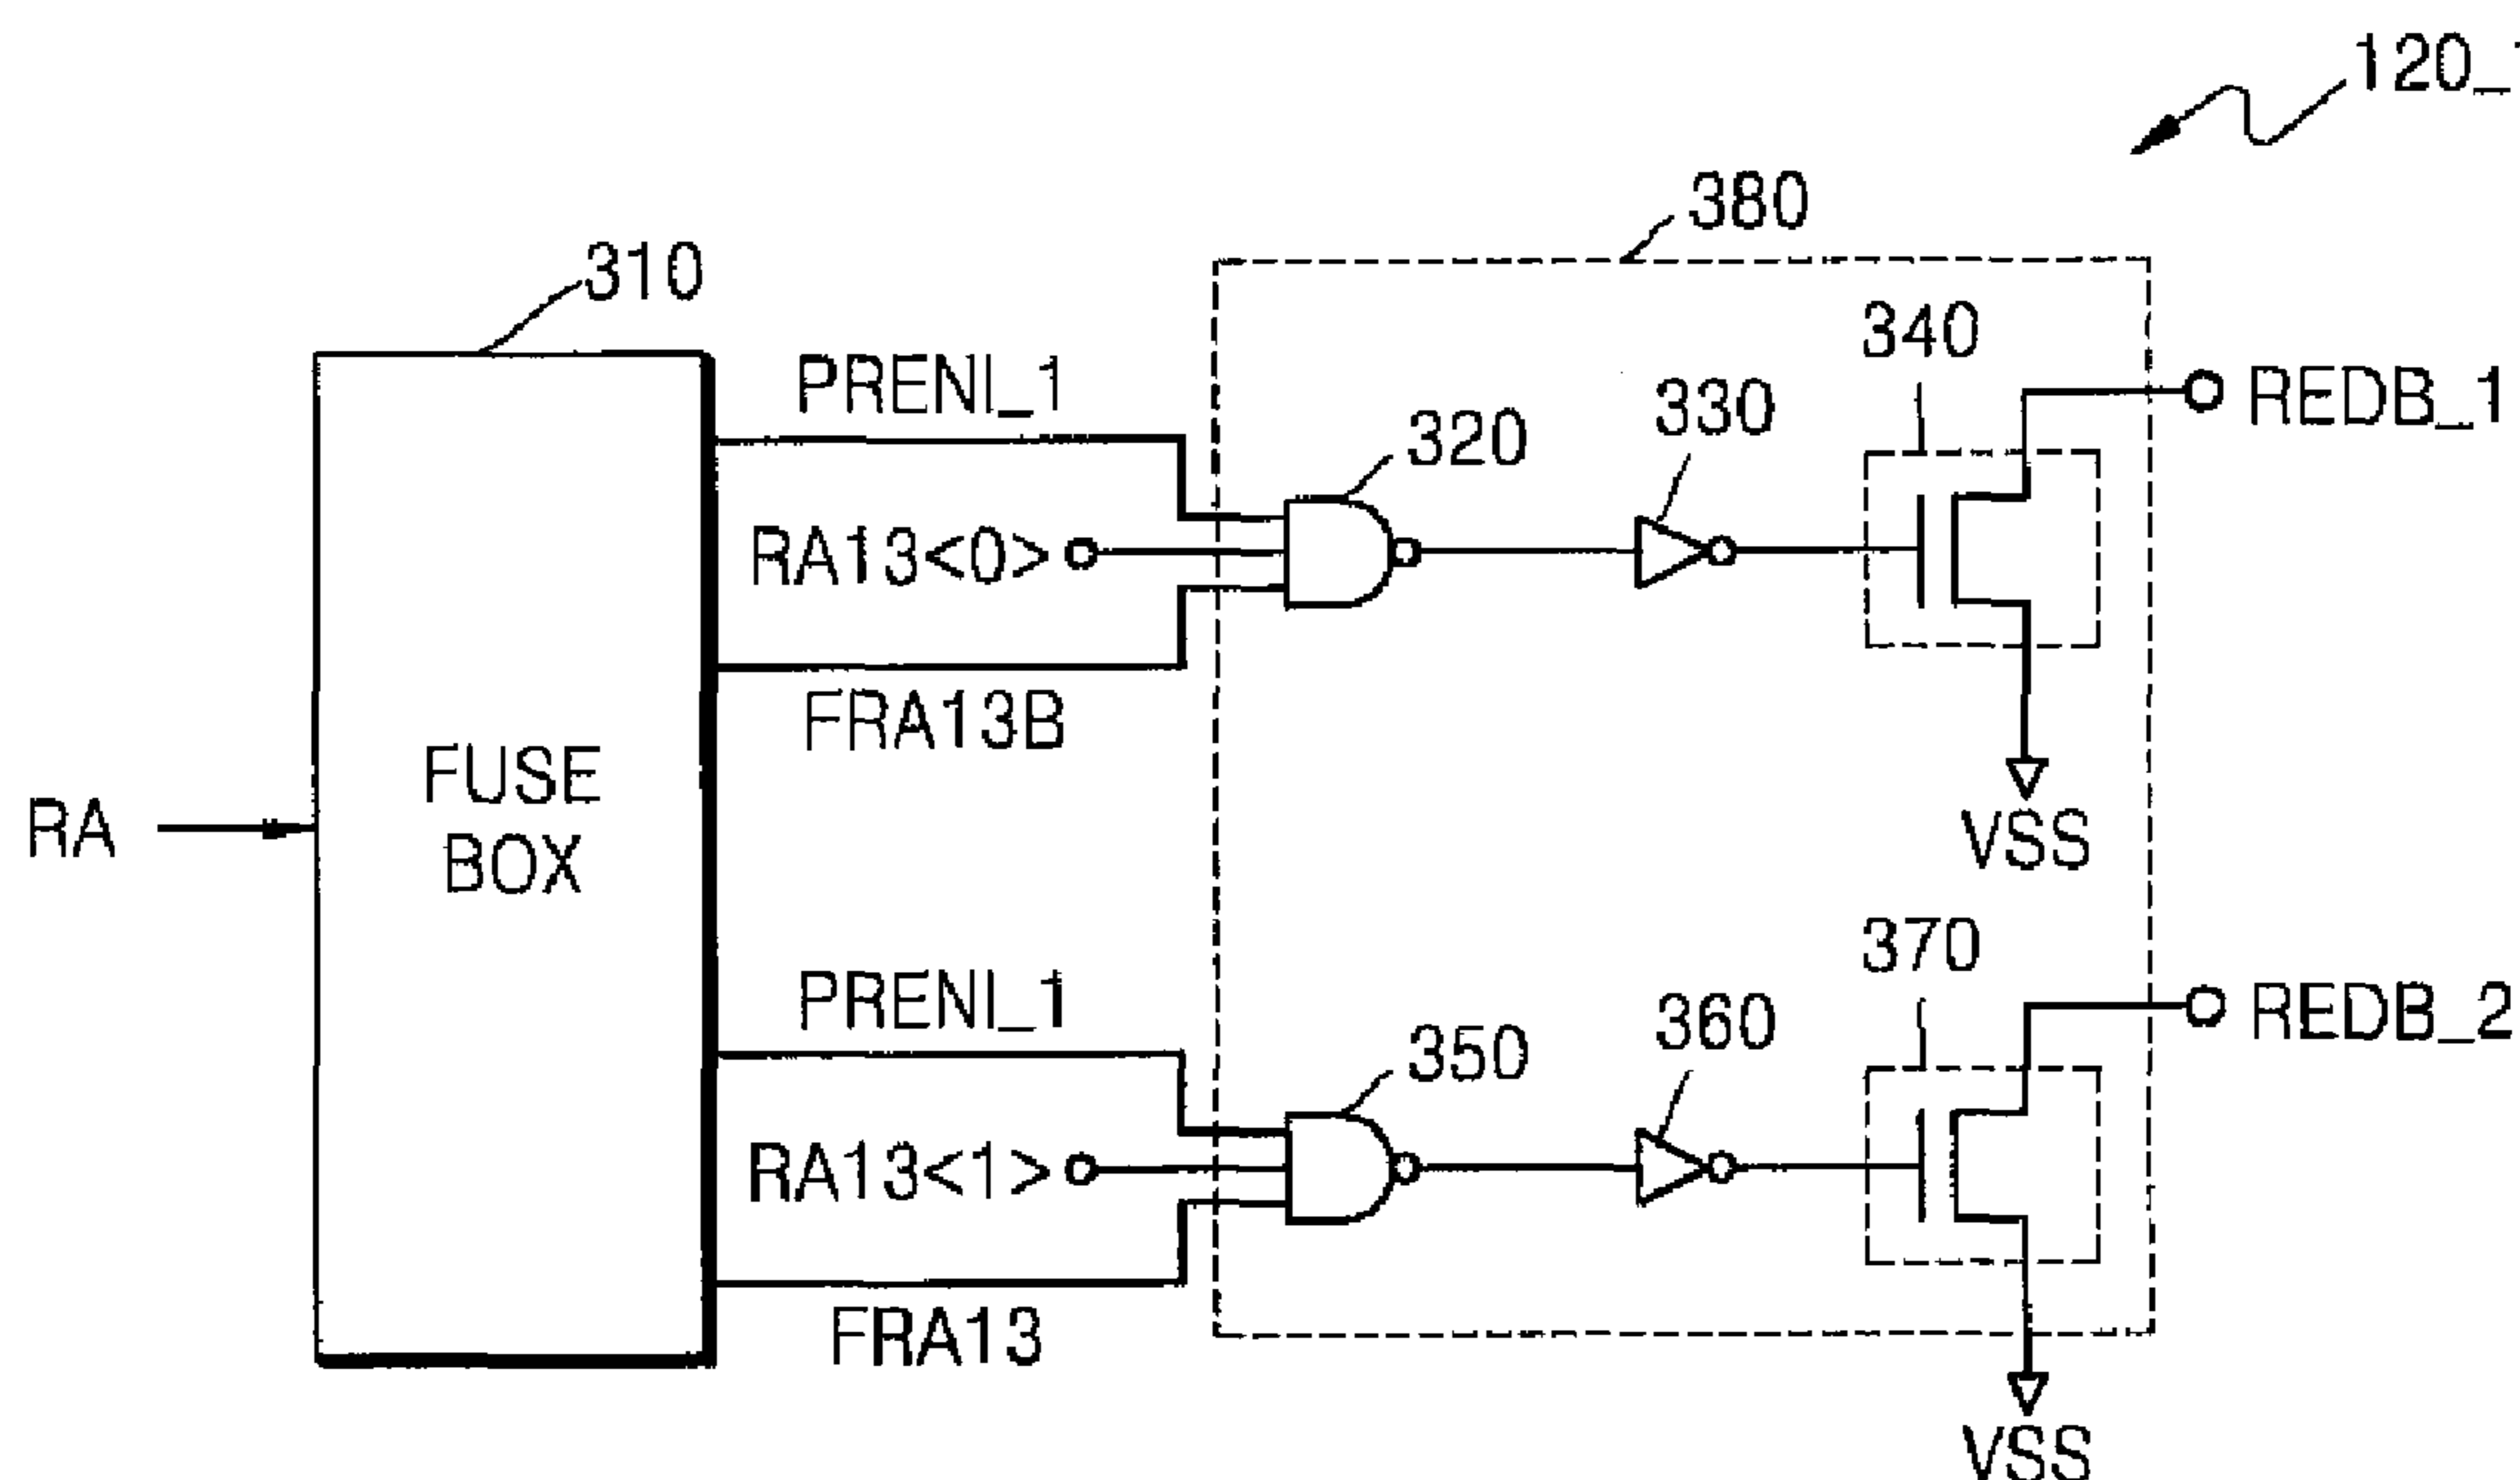 120_1
380
310
340
PRENI_1
330
REDB_1
320
RA13<0>
FRA13B
FUSE
BOX
RA
VSS
370
PRENI_1
360
REDB_2
350
RA13<1>
FRA13
VSS